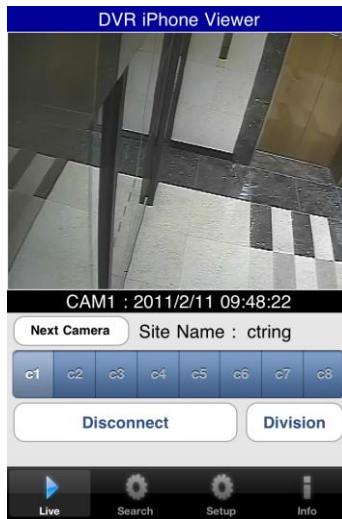 DVR iPhone Viewer
CAM1 : 2011/2/11 09:48:22
Next Camera Site Name : ctring
c1 c2 c3 c4 c5 c6 c7 c8
Disconnect Division
Live Search Setup Info